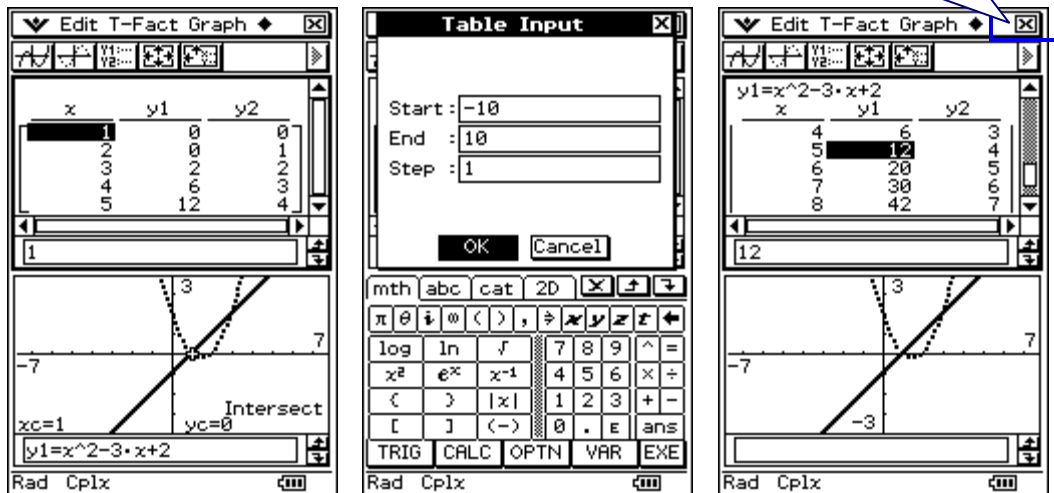 Edit T-Fact Graph ◆
Y1:... Y2:...
x y1 y2
1 0 0
2 0 1
3 2 2
4 6 3
5 12 4
1
3
7
-7
Intersect
xc=1 yc=0
y1=x^2-3·x+2
Rad Cplx
Table Input
Start: -10
End : 10
Step : 1
OK Cancel
mth abc cat 2D
π θ i ∞ ( ) , ⇒ x y z t ←
log ln √ 7 8 9 ^ =
x² eˣ x⁻¹ 4 5 6 × ÷
{ } |x| 1 2 3 + -
[ ] (-) 0 . E ans
TRIG CALC OPTN VAR EXE
Rad Cplx
Edit T-Fact Graph ◆
Y1:... Y2:...
y1=x^2-3·x+2
x y1 y2
4 6 3
5 12 4
6 20 5
7 30 6
8 42 7
12
3
7
-7
-3
Rad Cplx